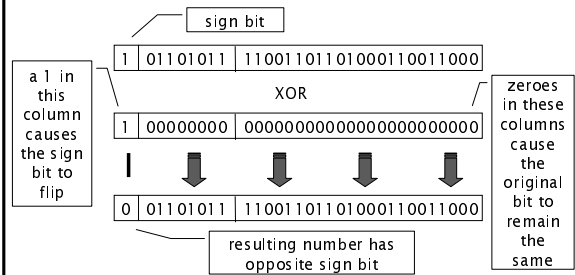 sign bit
1 01101011 11001101101000110011000
XOR
a 1 in
this
column
causes
the sign
bit to
flip
1 00000000 00000000000000000000000
zeroes
in these
columns
cause
the
original
bit to
remain
the
same
0 01101011 11001101101000110011000
resulting number has
opposite sign bit